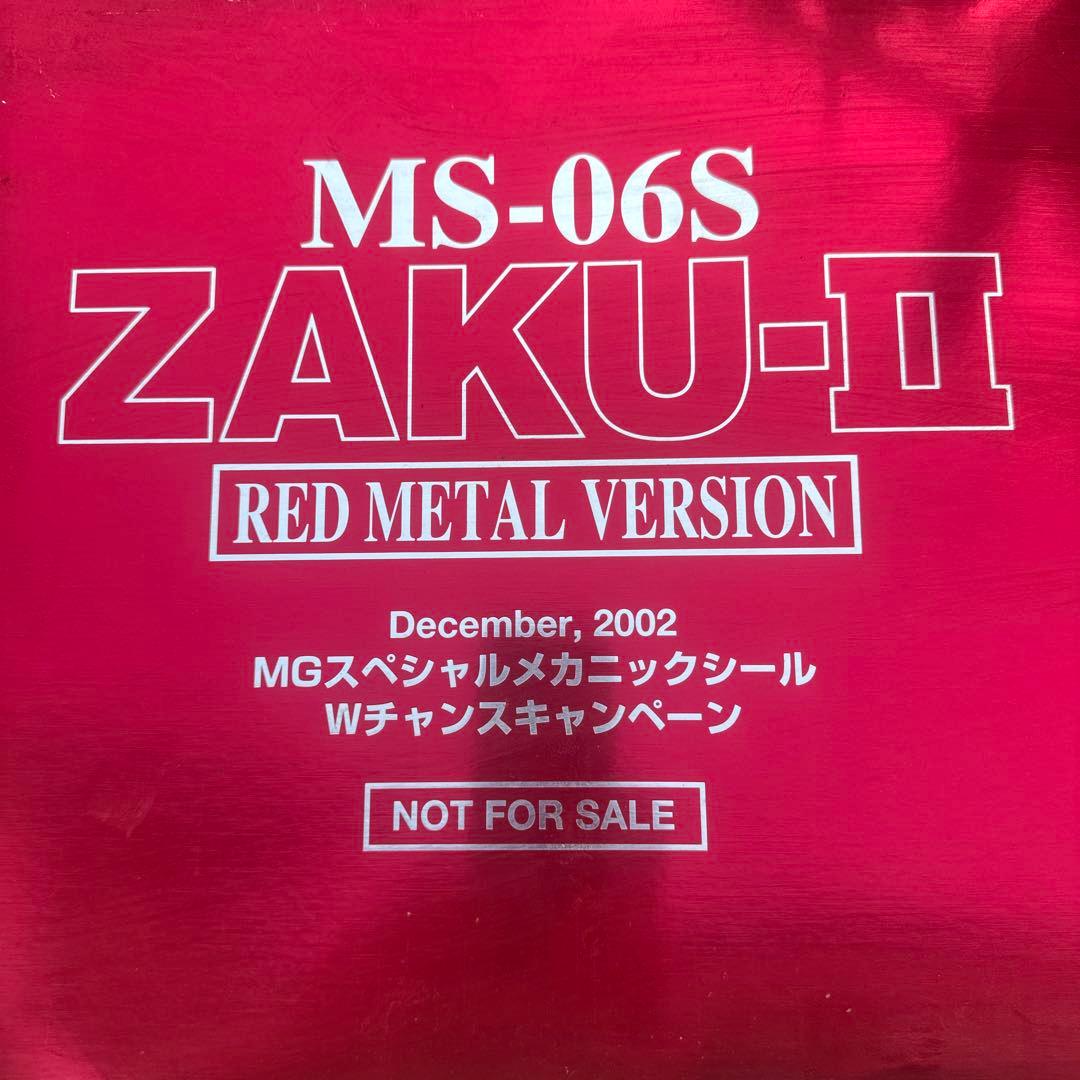 MS-06S
ZAKU-II
RED METAL VERSION
December, 2002
MGスペシャルメカニックシール
Wチャンスキャンペーン
NOT FOR SALE